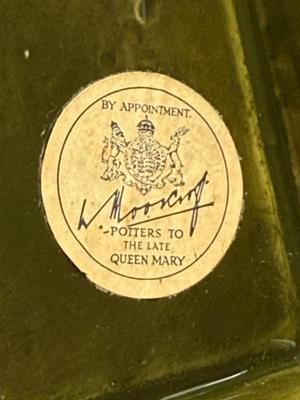 BY APPOINTMENT.
W. Moorcroft
POTTERS TO
THE LATE
QUEEN MARY